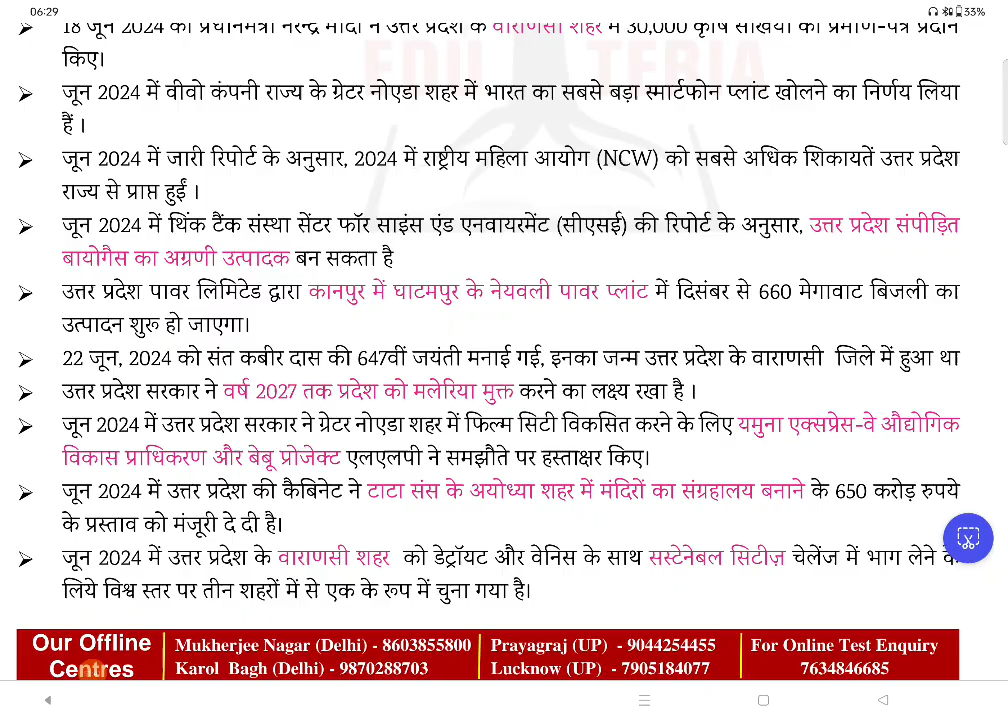 06:29
33%
➢ 18 जून 2024 को प्रधानमंत्री नरेन्द्र मोदी ने उत्तर प्रदेश के वाराणसी शहर में 30,000 कृषि सखियों को प्रमाण-पत्र प्रदान
किए।
➢ जून 2024 में वीवो कंपनी राज्य के ग्रेटर नोएडा शहर में भारत का सबसे बड़ा स्मार्टफोन प्लांट खोलने का निर्णय लिया
हैं ।
➢ जून 2024 में जारी रिपोर्ट के अनुसार, 2024 में राष्ट्रीय महिला आयोग (NCW) को सबसे अधिक शिकायतें उत्तर प्रदेश
राज्य से प्राप्त हुईं ।
➢ जून 2024 में थिंक टैंक संस्था सेंटर फॉर साइंस एंड एनवायरमेंट (सीएसई) की रिपोर्ट के अनुसार, उत्तर प्रदेश संपीड़ित
बायोगैस का अग्रणी उत्पादक बन सकता है
➢ उत्तर प्रदेश पावर लिमिटेड द्वारा कानपुर में घाटमपुर के नेयवली पावर प्लांट में दिसंबर से 660 मेगावाट बिजली का
उत्पादन शुरू हो जाएगा।
➢ 22 जून, 2024 को संत कबीर दास की 647वीं जयंती मनाई गई, इनका जन्म उत्तर प्रदेश के वाराणसी जिले में हुआ था
➢ उत्तर प्रदेश सरकार ने वर्ष 2027 तक प्रदेश को मलेरिया मुक्त करने का लक्ष्य रखा है ।
➢ जून 2024 में उत्तर प्रदेश सरकार ने ग्रेटर नोएडा शहर में फिल्म सिटी विकसित करने के लिए यमुना एक्सप्रेस-वे औद्योगिक
विकास प्राधिकरण और बेबू प्रोजेक्ट एलएलपी ने समझौते पर हस्ताक्षर किए।
➢ जून 2024 में उत्तर प्रदेश की कैबिनेट ने टाटा संस के अयोध्या शहर में मंदिरों का संग्रहालय बनाने के 650 करोड़ रुपये
के प्रस्ताव को मंजूरी दे दी है।
➢ जून 2024 में उत्तर प्रदेश के वाराणसी शहर को डेट्रॉयट और वेनिस के साथ सस्टेनेबल सिटीज़ चेलेंज में भाग लेने के
लिये विश्व स्तर पर तीन शहरों में से एक के रूप में चुना गया है।
Our Offline
Centres
Mukherjee Nagar (Delhi) - 8603855800
Karol Bagh (Delhi) - 9870288703
Prayagraj (UP) - 9044254455
Lucknow (UP) - 7905184077
For Online Test Enquiry
7634846685